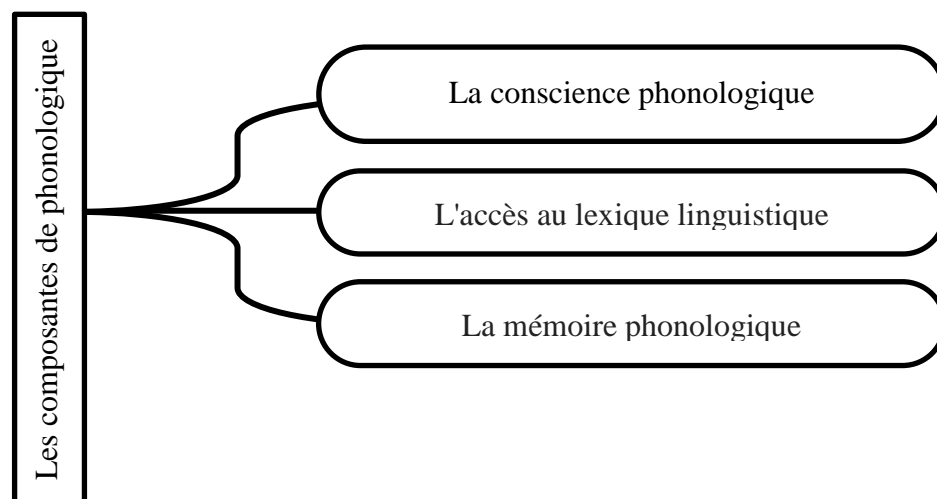 Les composantes de phonologique
La conscience phonologique
L'accès au lexique linguistique
La mémoire phonologique